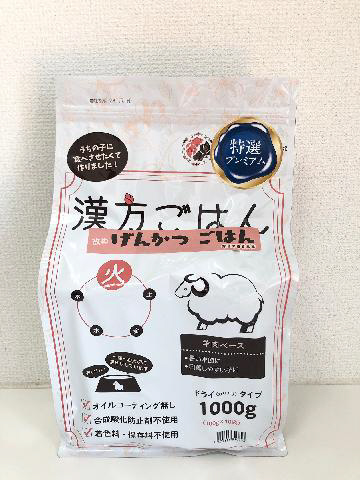 うちの子に
食べさせたくて
作りました！
特選
プレミアム
漢方ごはん
改め げんかつ ごはん
火
土
金
水
木
羊肉ベース
ドライタイプ
1000g
オイルコーティング無し
合成酸化防止剤不使用
着色料・保存料不使用